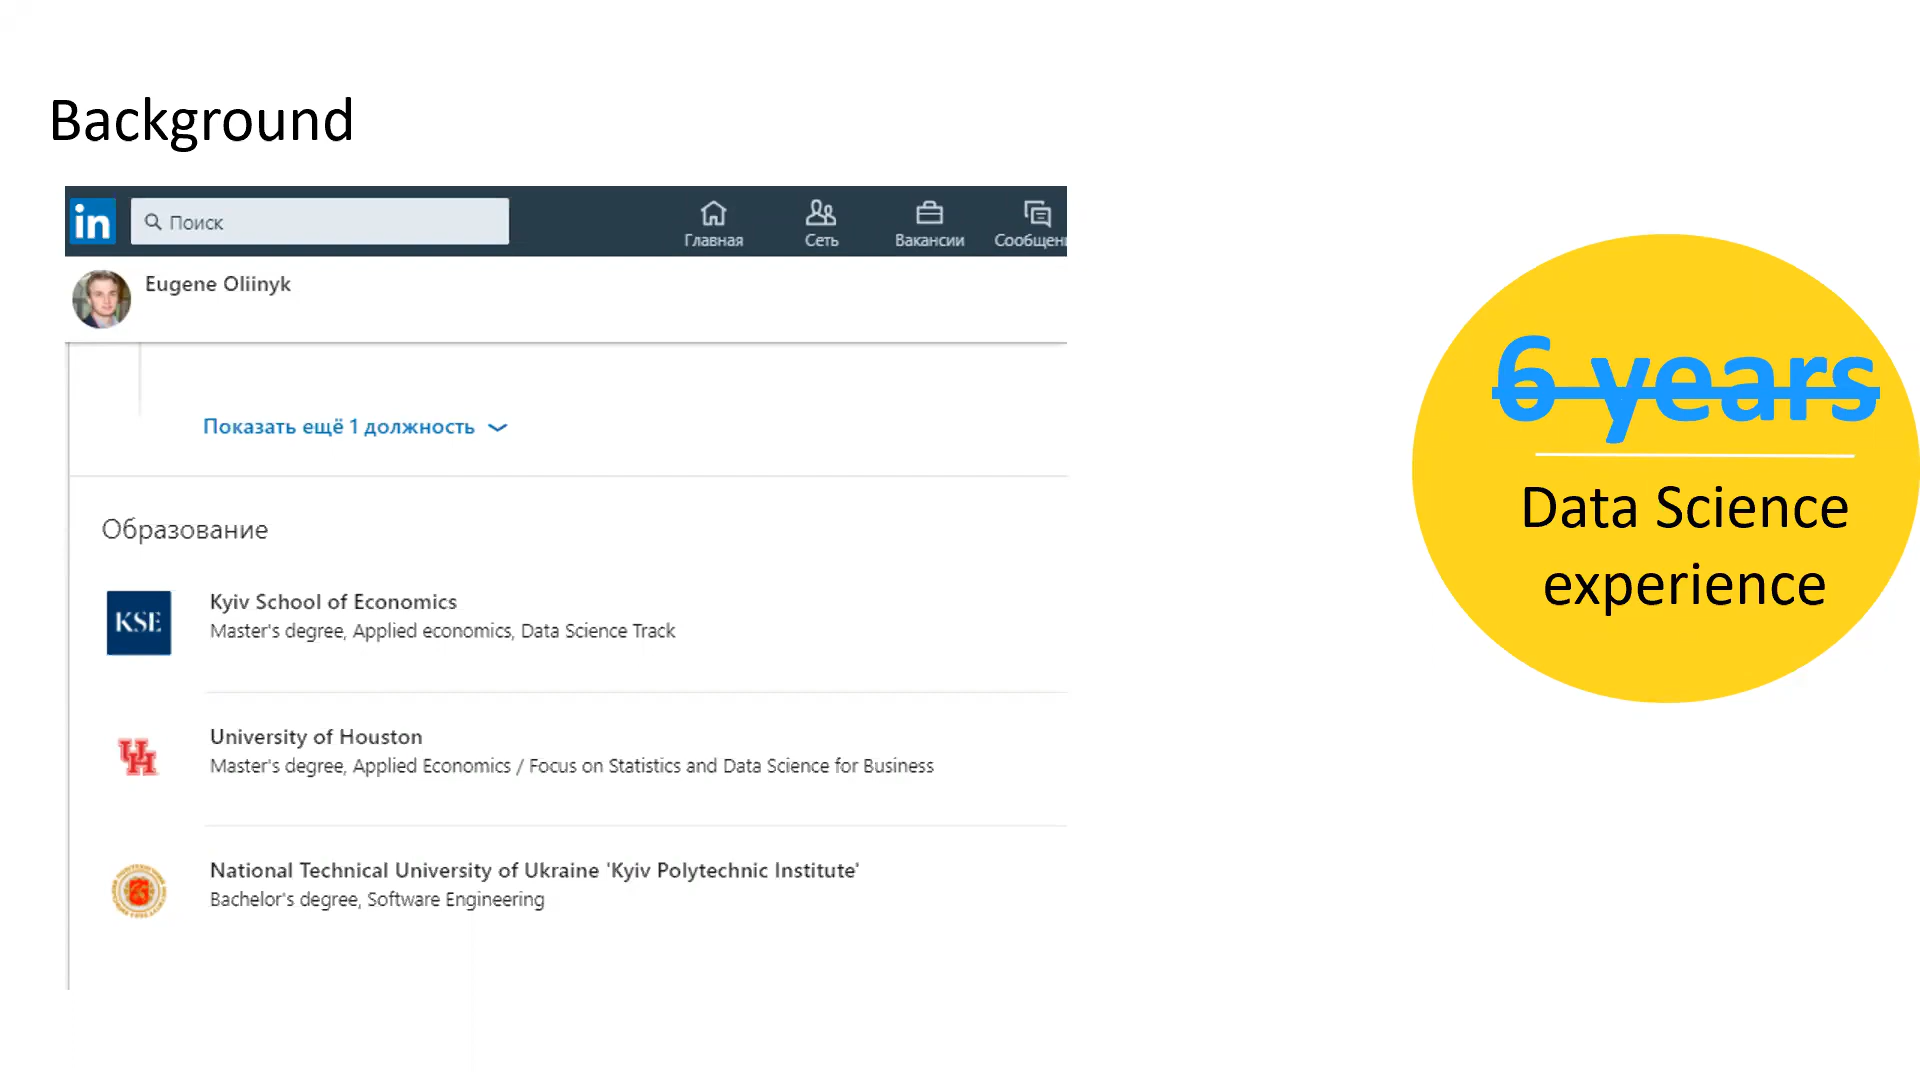 Background
in
Поиск
Главная
Сеть
Вакансии
Сообщен
Eugene Oliinyk
Показать ещё 1 должность
Образование
KSE
Kyiv School of Economics
Master's degree, Applied economics, Data Science Track
UH
University of Houston
Master's degree, Applied Economics / Focus on Statistics and Data Science for Business
National Technical University of Ukraine 'Kyiv Polytechnic Institute'
Bachelor's degree, Software Engineering
6 years
Data Science
experience